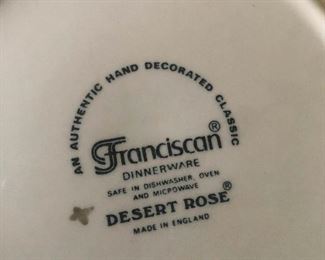 AN AUTHENTIC HAND DECORATED CLASSIC
Franciscan®
DINNERWARE
SAFE IN DISHWASHER, OVEN
AND MICROWAVE
DESERT ROSE®
MADE IN ENGLAND